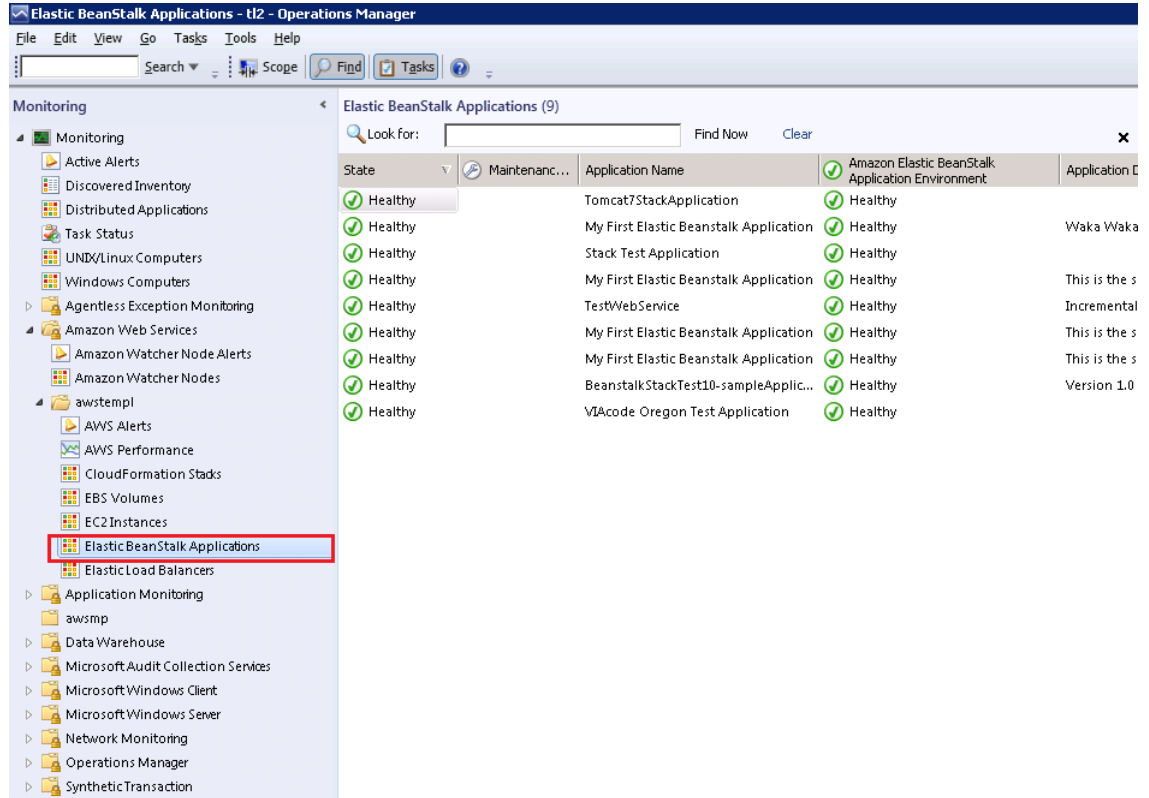 Elastic BeanStalk Applications - tl2 - Operations Manager
File Edit View Go Tasks Tools Help
Search Scope Find Tasks
Monitoring
Monitoring
Active Alerts
Discovered Inventory
Distributed Applications
Task Status
UNIX/Linux Computers
Windows Computers
Agentless Exception Monitoring
Amazon Web Services
Amazon Watcher Node Alerts
Amazon Watcher Nodes
awstempl
AWS Alerts
AWS Performance
CloudFormation Stacks
EBS Volumes
EC2 Instances
Elastic BeanStalk Applications
Elastic Load Balancers
Application Monitoring
awsmp
Data Warehouse
Microsoft Audit Collection Services
Microsoft Windows Client
Microsoft Windows Server
Network Monitoring
Operations Manager
Synthetic Transaction
Elastic BeanStalk Applications (9)
Look for: Find Now Clear
State Maintenanc... Application Name Amazon Elastic BeanStalk Application Environment Application D
Healthy Tomcat7StackApplication Healthy
Healthy My First Elastic Beanstalk Application Healthy Waka Waka
Healthy Stack Test Application Healthy
Healthy My First Elastic Beanstalk Application Healthy This is the s
Healthy TestWebService Healthy Incremental
Healthy My First Elastic Beanstalk Application Healthy This is the s
Healthy My First Elastic Beanstalk Application Healthy This is the s
Healthy BeanstalkStackTest10-sampleApplic... Healthy Version 1.0
Healthy VIAcode Oregon Test Application Healthy